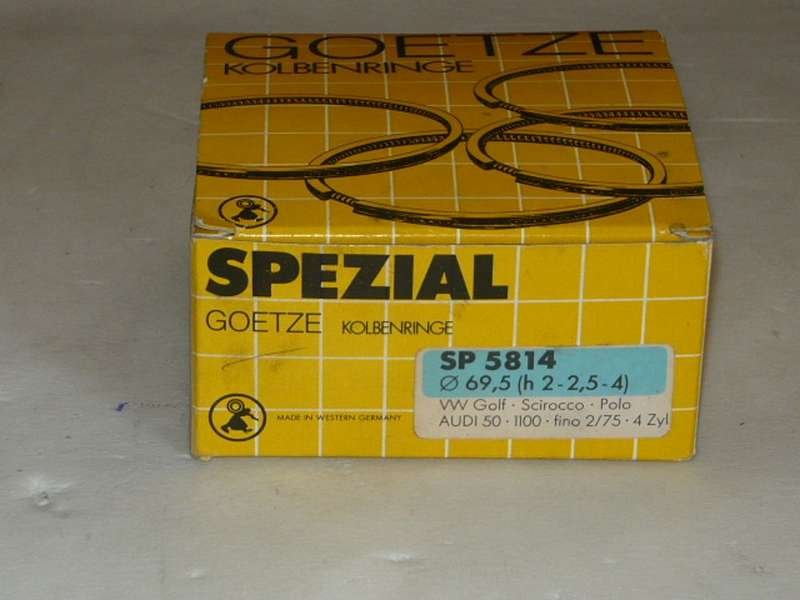 GOETZE
KOLBENRINGE
SPEZIAL
GOETZE KOLBENRINGE
SP 5814
Ø 69,5 (h 2-2,5-4)
VW Golf · Scirocco · Polo
AUDI 50 · 1100 · fino 2/75 · 4 Zyl
MADE IN WESTERN GERMANY